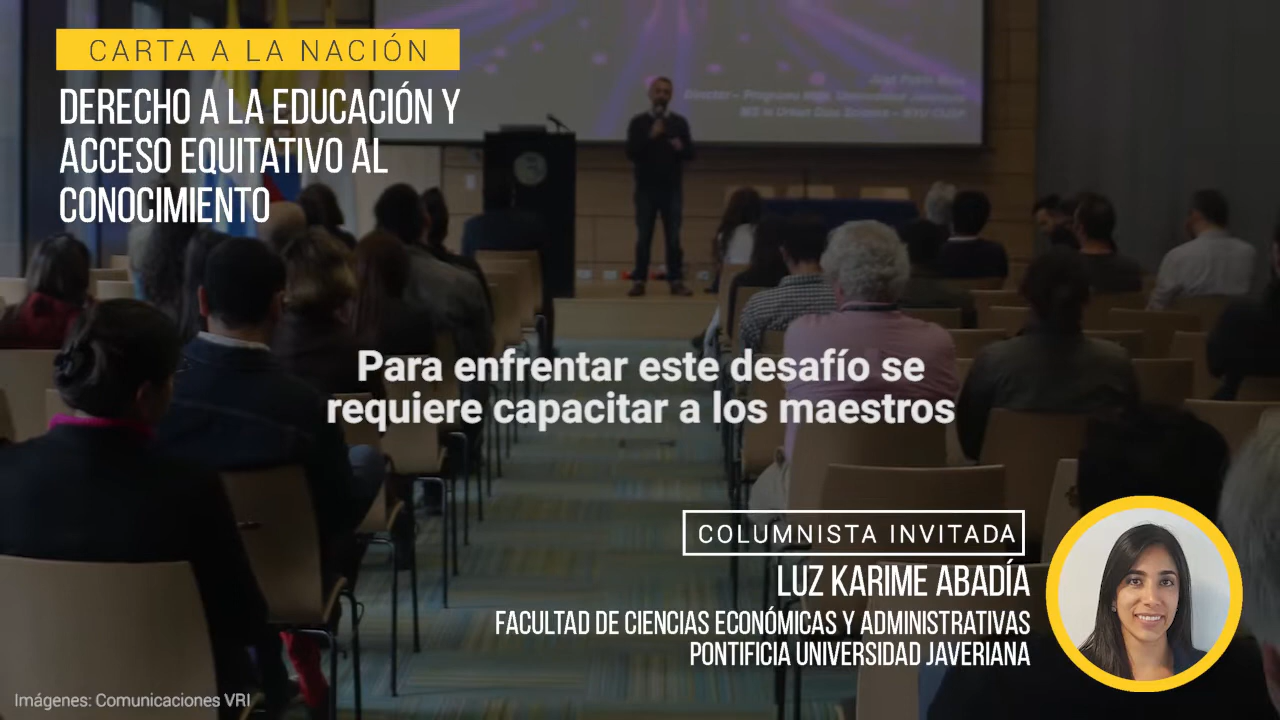 CARTA A LA NACIÓN
DERECHO A LA EDUCACIÓN Y
ACCESO EQUITATIVO AL
CONOCIMIENTO
Para enfrentar este desafío se
requiere capacitar a los maestros
COLUMNISTA INVITADA
LUZ KARIME ABADÍA
FACULTAD DE CIENCIAS ECONÓMICAS Y ADMINISTRATIVAS
PONTIFICIA UNIVERSIDAD JAVERIANA
Imágenes: Comunicaciones VRI